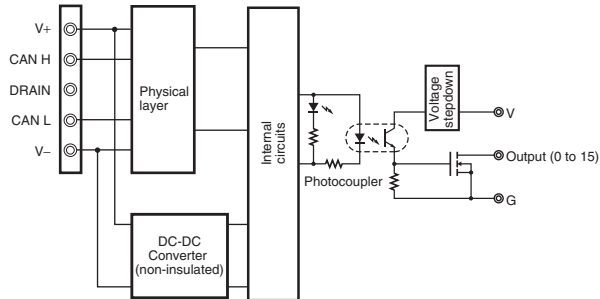 V+
CAN H
DRAIN
CAN L
V−
Physical
layer
DC-DC
Converter
(non-insulated)
Internal
circuits
Photocoupler
Voltage
stepdown
V
Output (0 to 15)
G